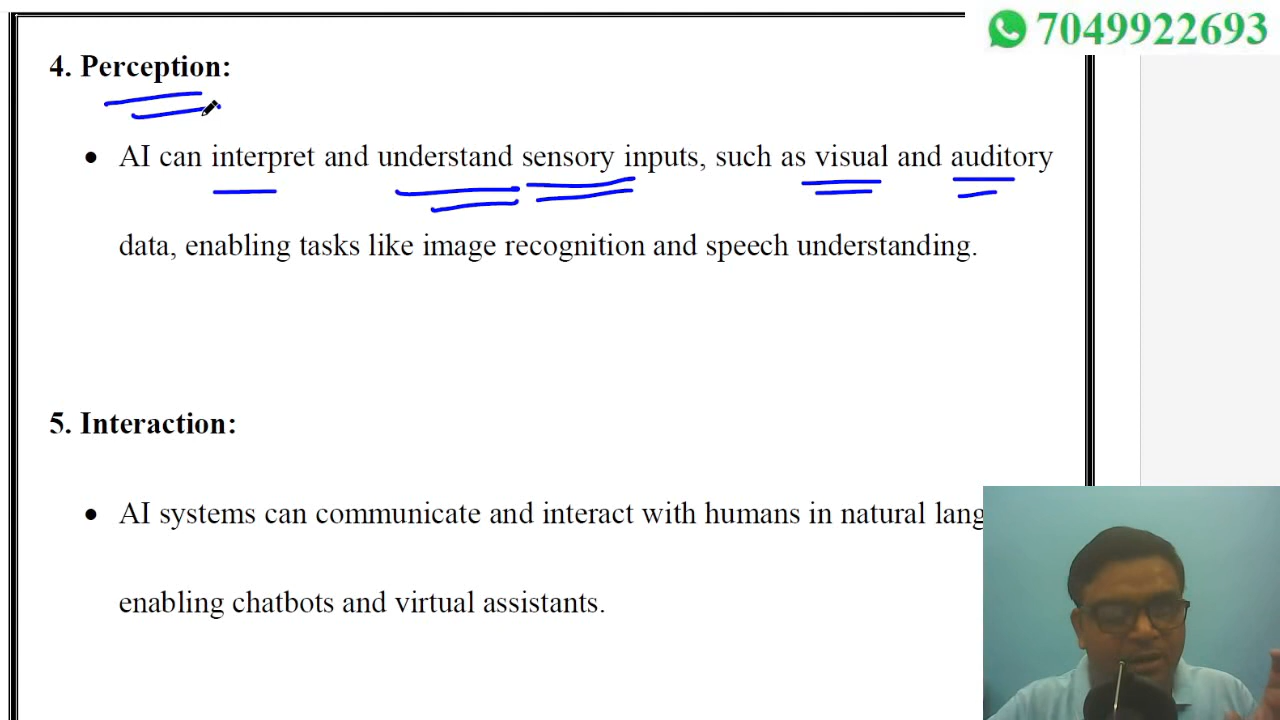 7049922693
4. Perception:
• AI can interpret and understand sensory inputs, such as visual and auditory
data, enabling tasks like image recognition and speech understanding.
5. Interaction:
• AI systems can communicate and interact with humans in natural
enabling chatbots and virtual assistants.